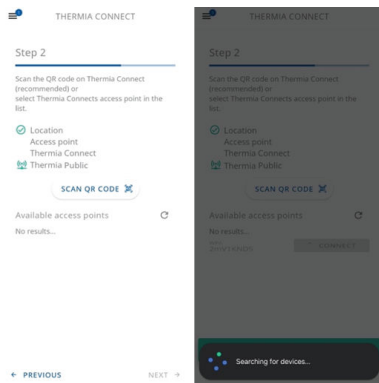 THERMIA CONNECT
Step 2
Scan the QR code on Thermia Connect
(recommended) or
select Thermia Connects access point in the
list.
Location
Access point
Thermia Connect
Thermia Public
SCAN QR CODE
Available access points
No results...
PREVIOUS
NEXT
THERMIA CONNECT
Step 2
Scan the QR code on Thermia Connect
(recommended) or
select Thermia Connects access point in the
list.
Location
Access point
Thermia Connect
Thermia Public
SCAN QR CODE
Available access points
No results...
CONNECT
Searching for devices...